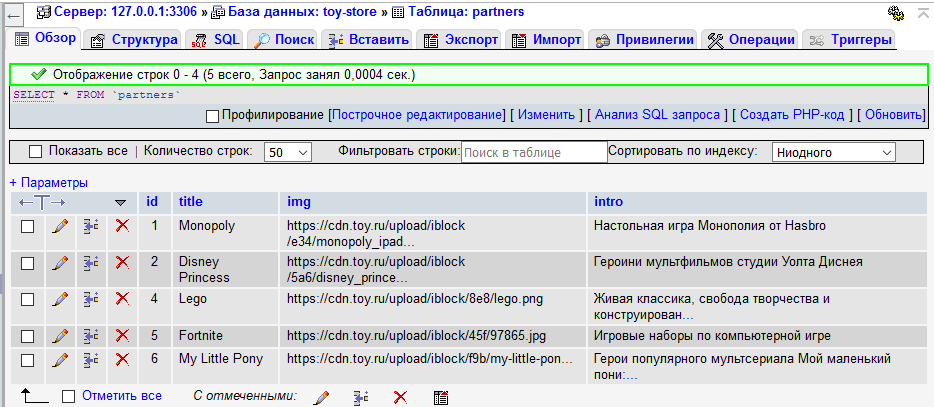 Сервер: 127.0.0.1:3306 » База данных: toy-store » Таблица: partners
Обзор Структура SQL Поиск Вставить Экспорт Импорт Привилегии Операции Триггеры
Отображение строк 0 - 4 (5 всего, Запрос занял 0,0004 сек.)
SELECT * FROM `partners`
Профилирование [Построчное редактирование] [ Изменить ] [ Анализ SQL запроса ] [ Создать PHP-код ] [ Обновить]
Показать все | Количество строк: 50 Фильтровать строки: Поиск в таблице Сортировать по индексу: Ниодного
+ Параметры
id title img intro
1 Monopoly https://cdn.toy.ru/upload/iblock Настольная игра Монополия от Hasbro
/e34/monopoly_ipad...
2 Disney https://cdn.toy.ru/upload/iblock Героини мультфильмов студии Уолта Диснея
Princess /5a6/disney_prince...
4 Lego https://cdn.toy.ru/upload/iblock/8e8/lego.png Живая классика, свобода творчества и
конструирован...
5 Fortnite https://cdn.toy.ru/upload/iblock/45f/97865.jpg Игровые наборы по компьютерной игре
6 My Little Pony https://cdn.toy.ru/upload/iblock/f9b/my-little-pon... Герои популярного мультсериала Мой маленький
пони:...
Отметить все С отмеченными: